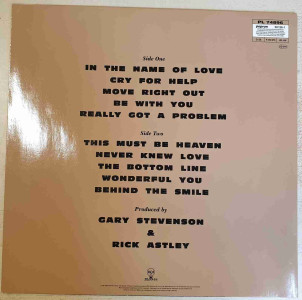 PL 74896
Side One
IN THE NAME OF LOVE
CRY FOR HELP
MOVE RIGHT OUT
BE WITH YOU
REALLY GOT A PROBLEM
Side Two
THIS MUST BE HEAVEN
NEVER KNEW LOVE
THE BOTTOM LINE
WONDERFUL YOU
BEHIND THE SMILE
Produced by
GARY STEVENSON
&
RICK ASTLEY